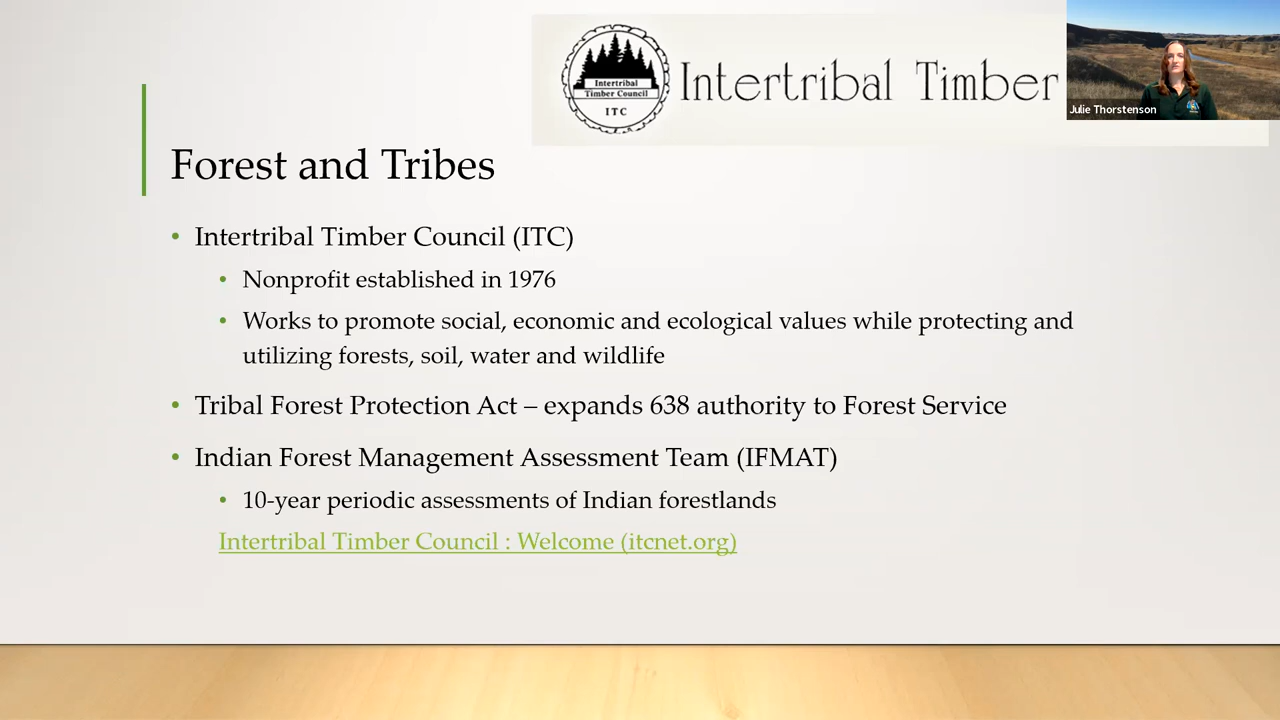 Intertribal
Timber Council
ITC
Intertribal Timber
Julie Thorstenson
Forest and Tribes
• Intertribal Timber Council (ITC)
• Nonprofit established in 1976
• Works to promote social, economic and ecological values while protecting and
utilizing forests, soil, water and wildlife
• Tribal Forest Protection Act – expands 638 authority to Forest Service
• Indian Forest Management Assessment Team (IFMAT)
• 10-year periodic assessments of Indian forestlands
Intertribal Timber Council : Welcome (itcnet.org)